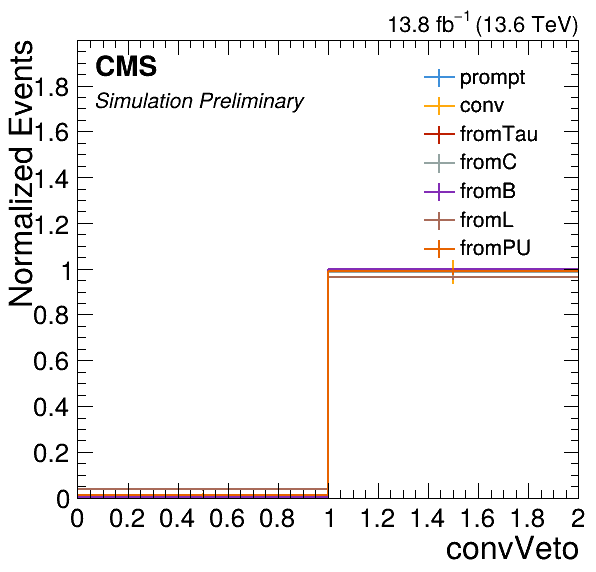 13.8 fb⁻¹ (13.6 TeV)
CMS
Simulation Preliminary
prompt
conv
fromTau
fromC
fromB
fromL
fromPU
Normalized Events
1.8
1.6
1.4
1.2
1
0.8
0.6
0.4
0.2
0
0 0.2 0.4 0.6 0.8 1 1.2 1.4 1.6 1.8 2
convVeto